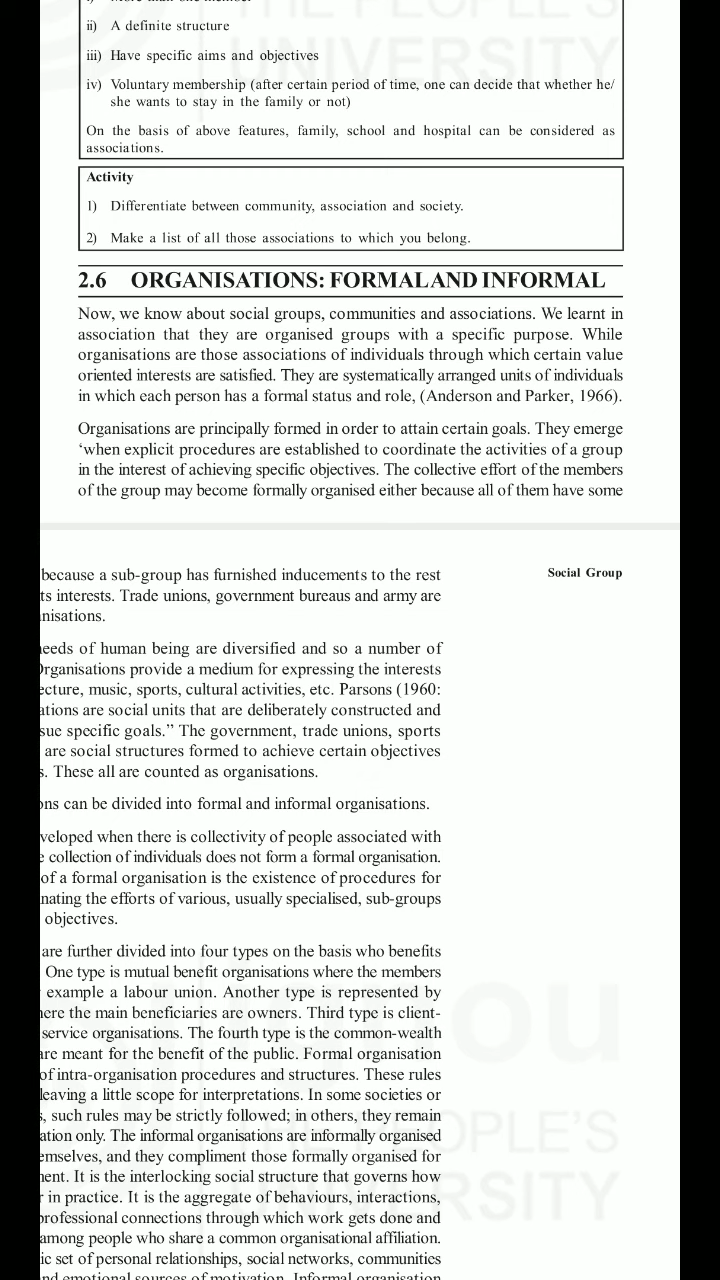 ii) A definite structure
iii) Have specific aims and objectives
iv) Voluntary membership (after certain period of time, one can decide that whether he/
she wants to stay in the family or not)
On the basis of above features, family, school and hospital can be considered as
associations.
Activity
1) Differentiate between community, association and society.
2) Make a list of all those associations to which you belong.
2.6 ORGANISATIONS: FORMAL AND INFORMAL
Now, we know about social groups, communities and associations. We learnt in
association that they are organised groups with a specific purpose. While
organisations are those associations of individuals through which certain value
oriented interests are satisfied. They are systematically arranged units of individuals
in which each person has a formal status and role, (Anderson and Parker, 1966).
Organisations are principally formed in order to attain certain goals. They emerge
‘when explicit procedures are established to coordinate the activities of a group
in the interest of achieving specific objectives. The collective effort of the members
of the group may become formally organised either because all of them have some
Social Group
because a sub-group has furnished inducements to the rest
ts interests. Trade unions, government bureaus and army are
nisations.
eeds of human being are diversified and so a number of
Organisations provide a medium for expressing the interests
ecture, music, sports, cultural activities, etc. Parsons (1960:
ations are social units that are deliberately constructed and
sue specific goals.” The government, trade unions, sports
are social structures formed to achieve certain objectives
s. These all are counted as organisations.
ons can be divided into formal and informal organisations.
veloped when there is collectivity of people associated with
e collection of individuals does not form a formal organisation.
of a formal organisation is the existence of procedures for
nating the efforts of various, usually specialised, sub-groups
objectives.
are further divided into four types on the basis who benefits
One type is mutual benefit organisations where the members
example a labour union. Another type is represented by
ere the main beneficiaries are owners. Third type is client-
service organisations. The fourth type is the common-wealth
are meant for the benefit of the public. Formal organisation
of intra-organisation procedures and structures. These rules
leaving a little scope for interpretations. In some societies or
s, such rules may be strictly followed; in others, they remain
ation only. The informal organisations are informally organised
emselves, and they compliment those formally organised for
ment. It is the interlocking social structure that governs how
r in practice. It is the aggregate of behaviours, interactions,
professional connections through which work gets done and
among people who share a common organisational affiliation.
ic set of personal relationships, social networks, communities
nd emotional sources of motivation. Informal organisation
THE PEOPLE'S
UNIVERSITY
ou
OPLE'S
ERSITY